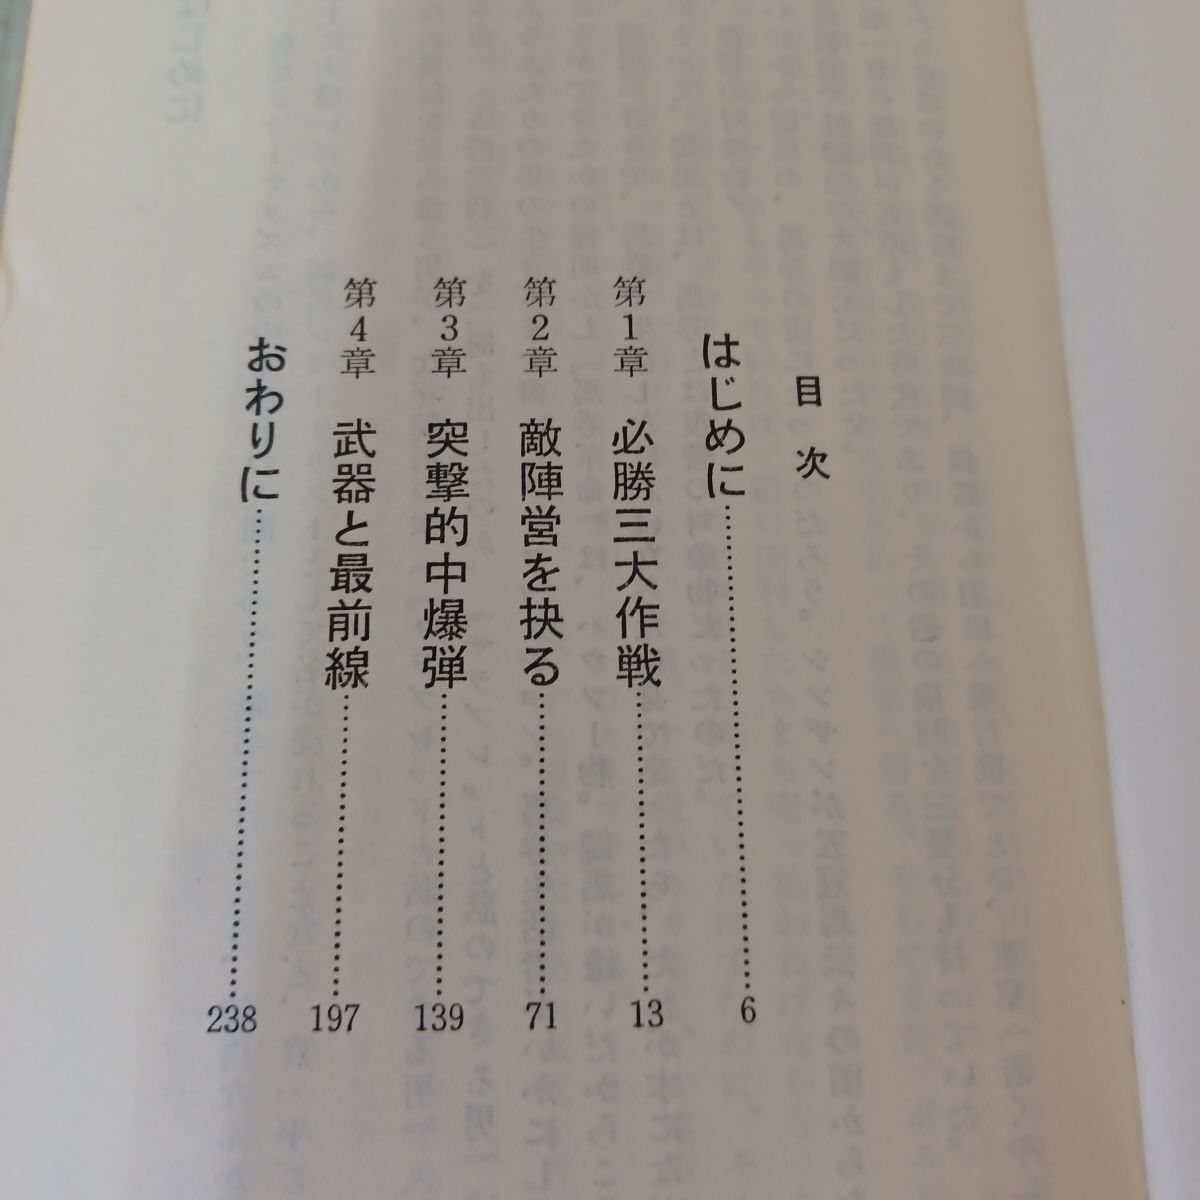 目次
はじめに……………………6
第1章 必勝三大作戦……………………13
第2章 敵陣営を抉る……………………71
第3章 突撃的中爆弾……………………139
第4章 武器と最前線……………………197
おわりに……………………238